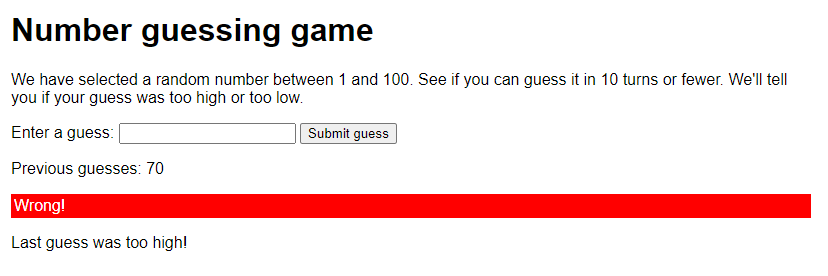 Number guessing game
We have selected a random number between 1 and 100. See if you can guess it in 10 turns or fewer. We'll tell
you if your guess was too high or too low.
Enter a guess: Submit guess
Previous guesses: 70
Wrong!
Last guess was too high!